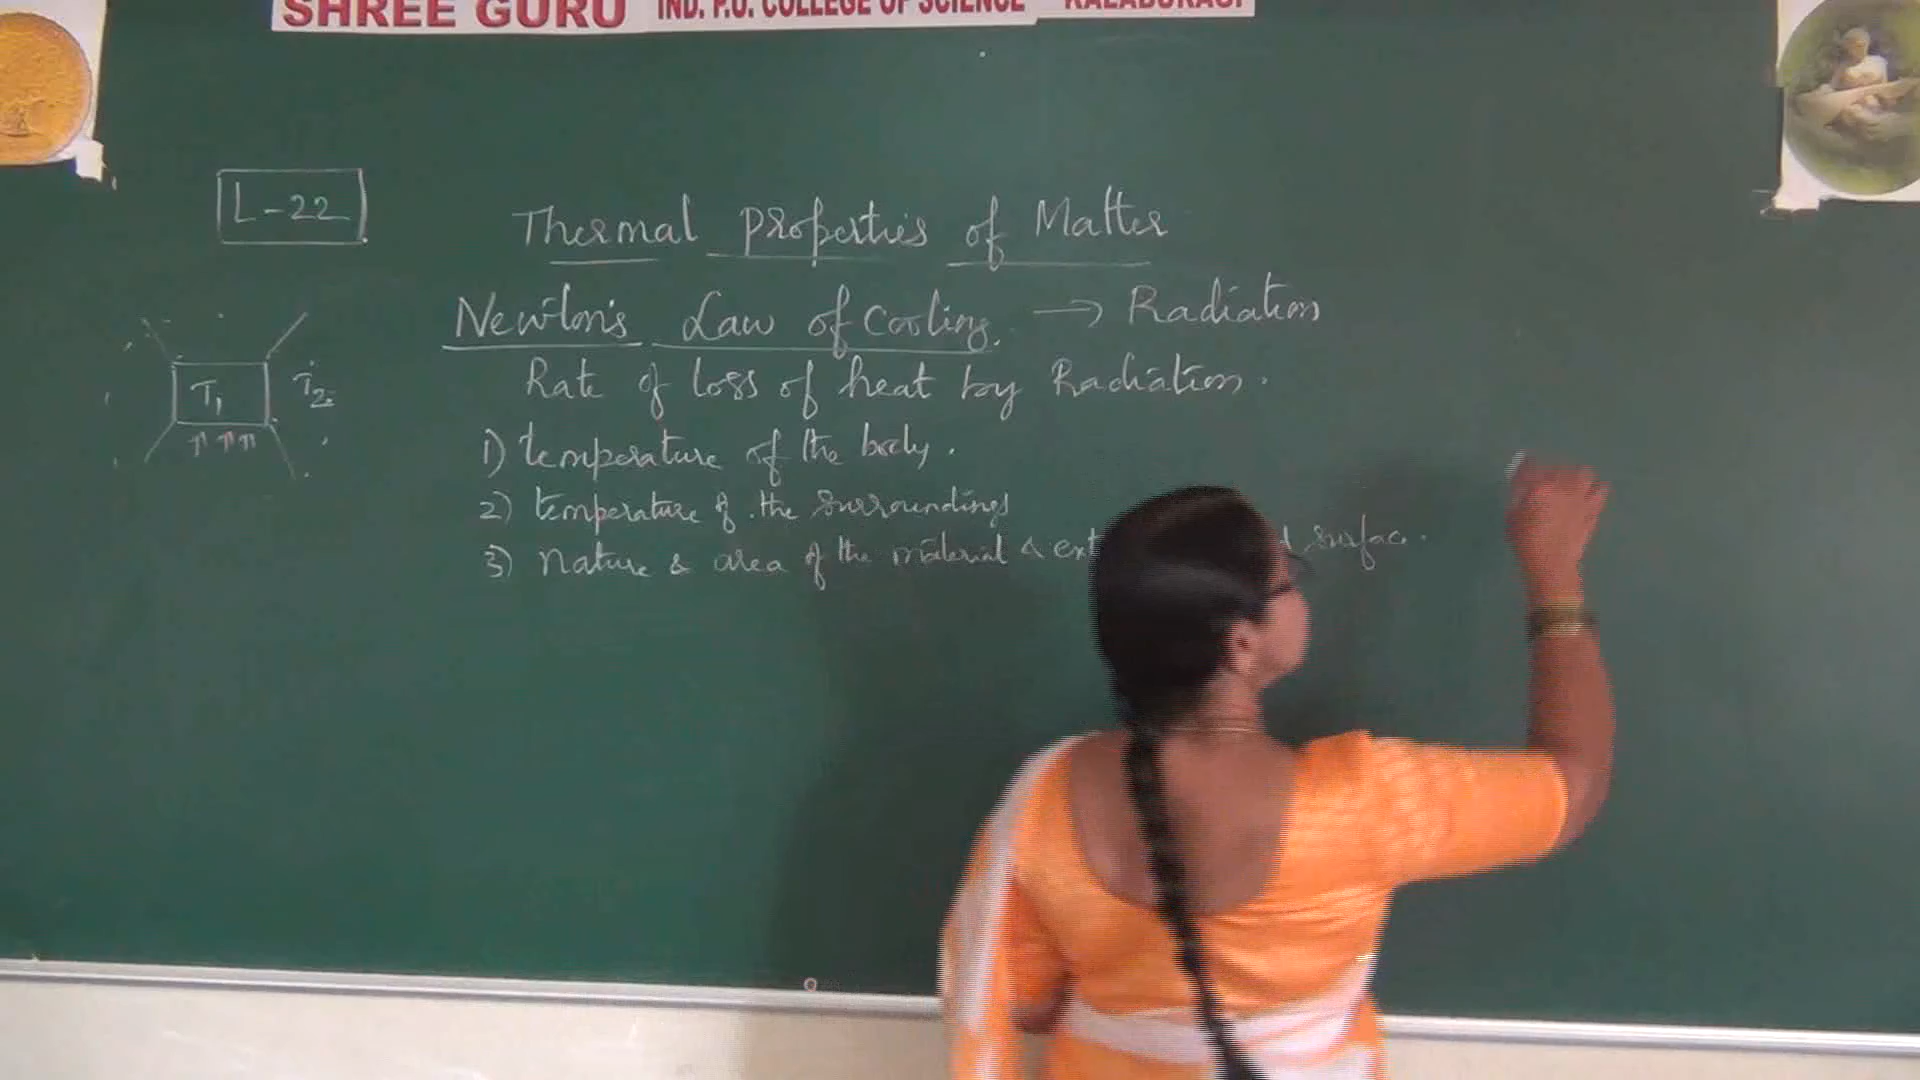 SHREE GURU IND. P.U. COLLEGE OF SCIENCE KALABURAGI
L-22
Thermal properties of Matter
Newton's Law of Cooling. → Radiation
Rate of loss of heat by Radiation.
T₁
T₂
1) temperature of the body.
2) temperature of the surroundings
3) nature & area of the material & surface.